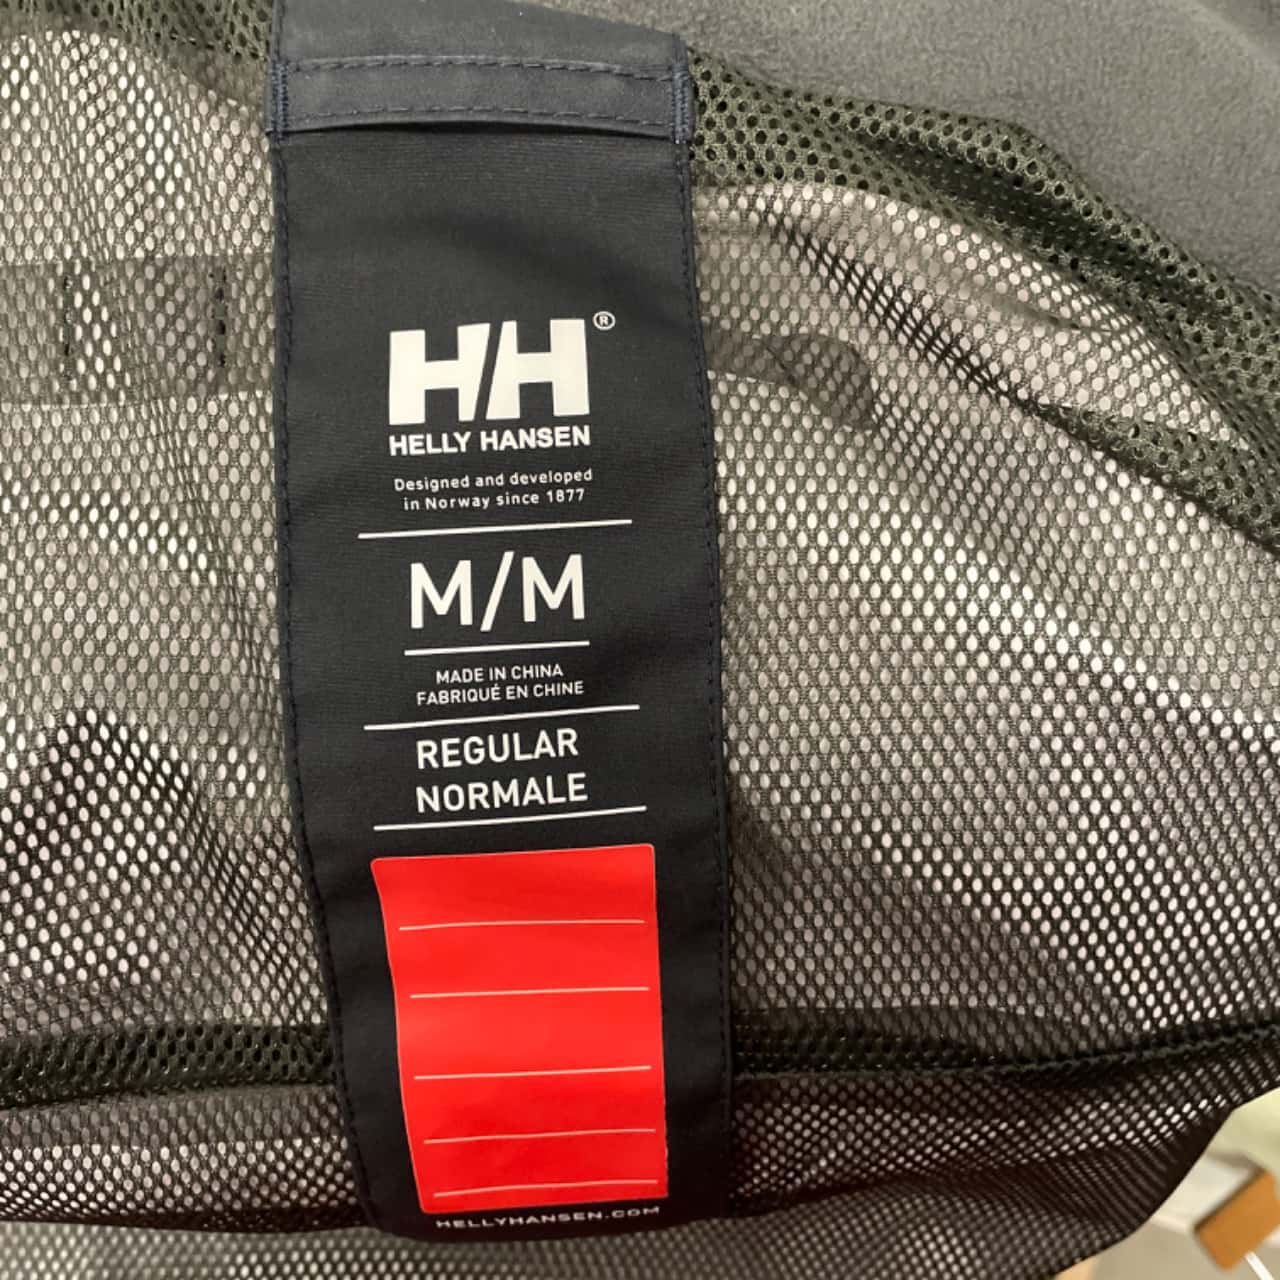 HH®
HELLY HANSEN
Designed and developed
in Norway since 1877
M/M
MADE IN CHINA
FABRIQUÉ EN CHINE
REGULAR
NORMALE
HELLYHANSEN.COM